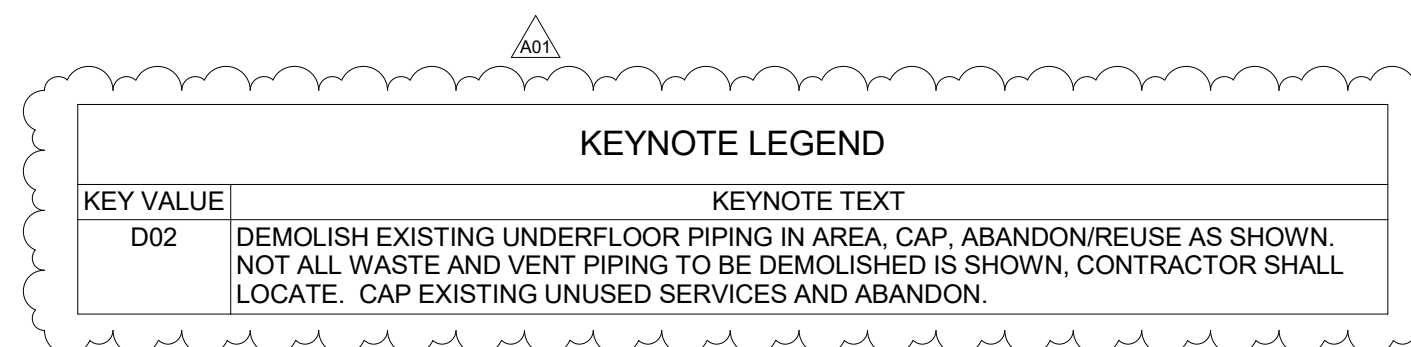 A01
KEYNOTE LEGEND
KEY VALUE KEYNOTE TEXT
D02 DEMOLISH EXISTING UNDERFLOOR PIPING IN AREA, CAP, ABANDON/REUSE AS SHOWN.
NOT ALL WASTE AND VENT PIPING TO BE DEMOLISHED IS SHOWN, CONTRACTOR SHALL
LOCATE.  CAP EXISTING UNUSED SERVICES AND ABANDON.